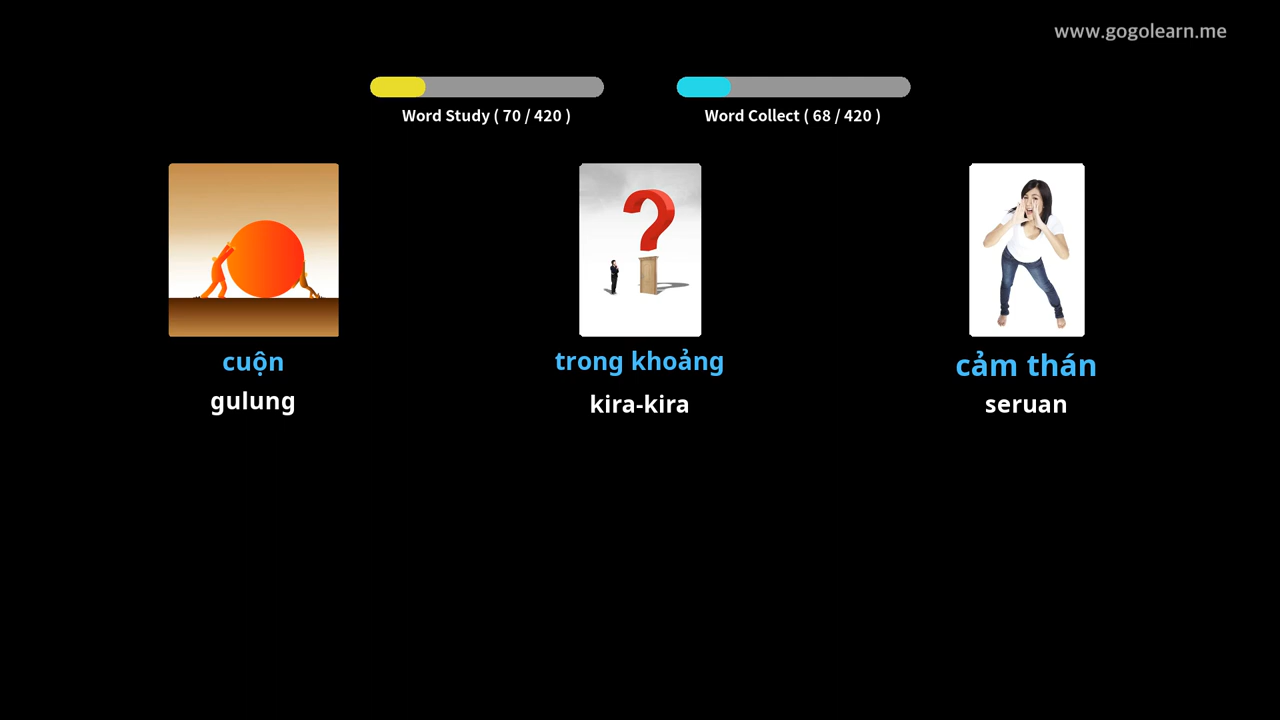 www.gogolearn.me
Word Study ( 70 / 420 )
Word Collect ( 68 / 420 )
cuộn
gulung
trong khoảng
kira-kira
cảm thán
seruan